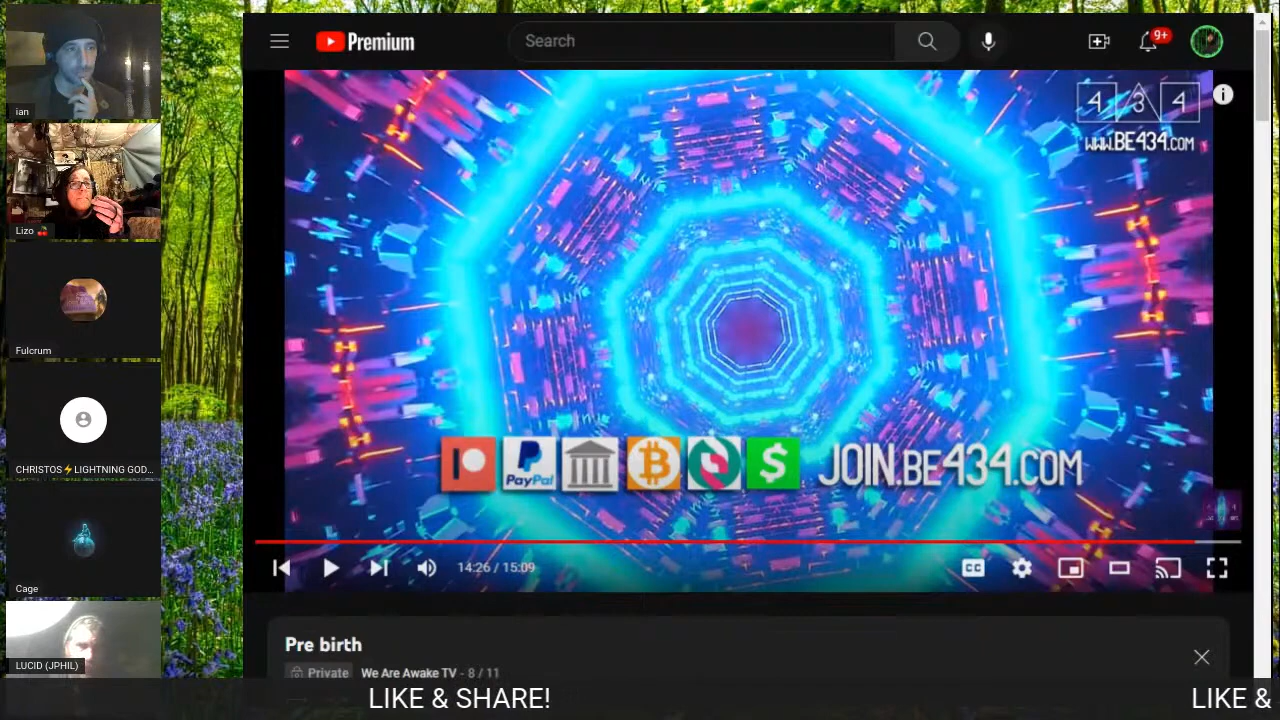 ian
Lizo
Fulcrum
CHRISTOS⚡LIGHTNING GOD...
Cage
LUCID (JPHIL)
Premium
Search
9+
4 3 4
www.BE434.COM
PayPal
JOIN.BE434.COM
14:26 / 15:09
CC
Pre birth
Private We Are Awake TV - 8 / 11
LIKE & SHARE!
LIKE &